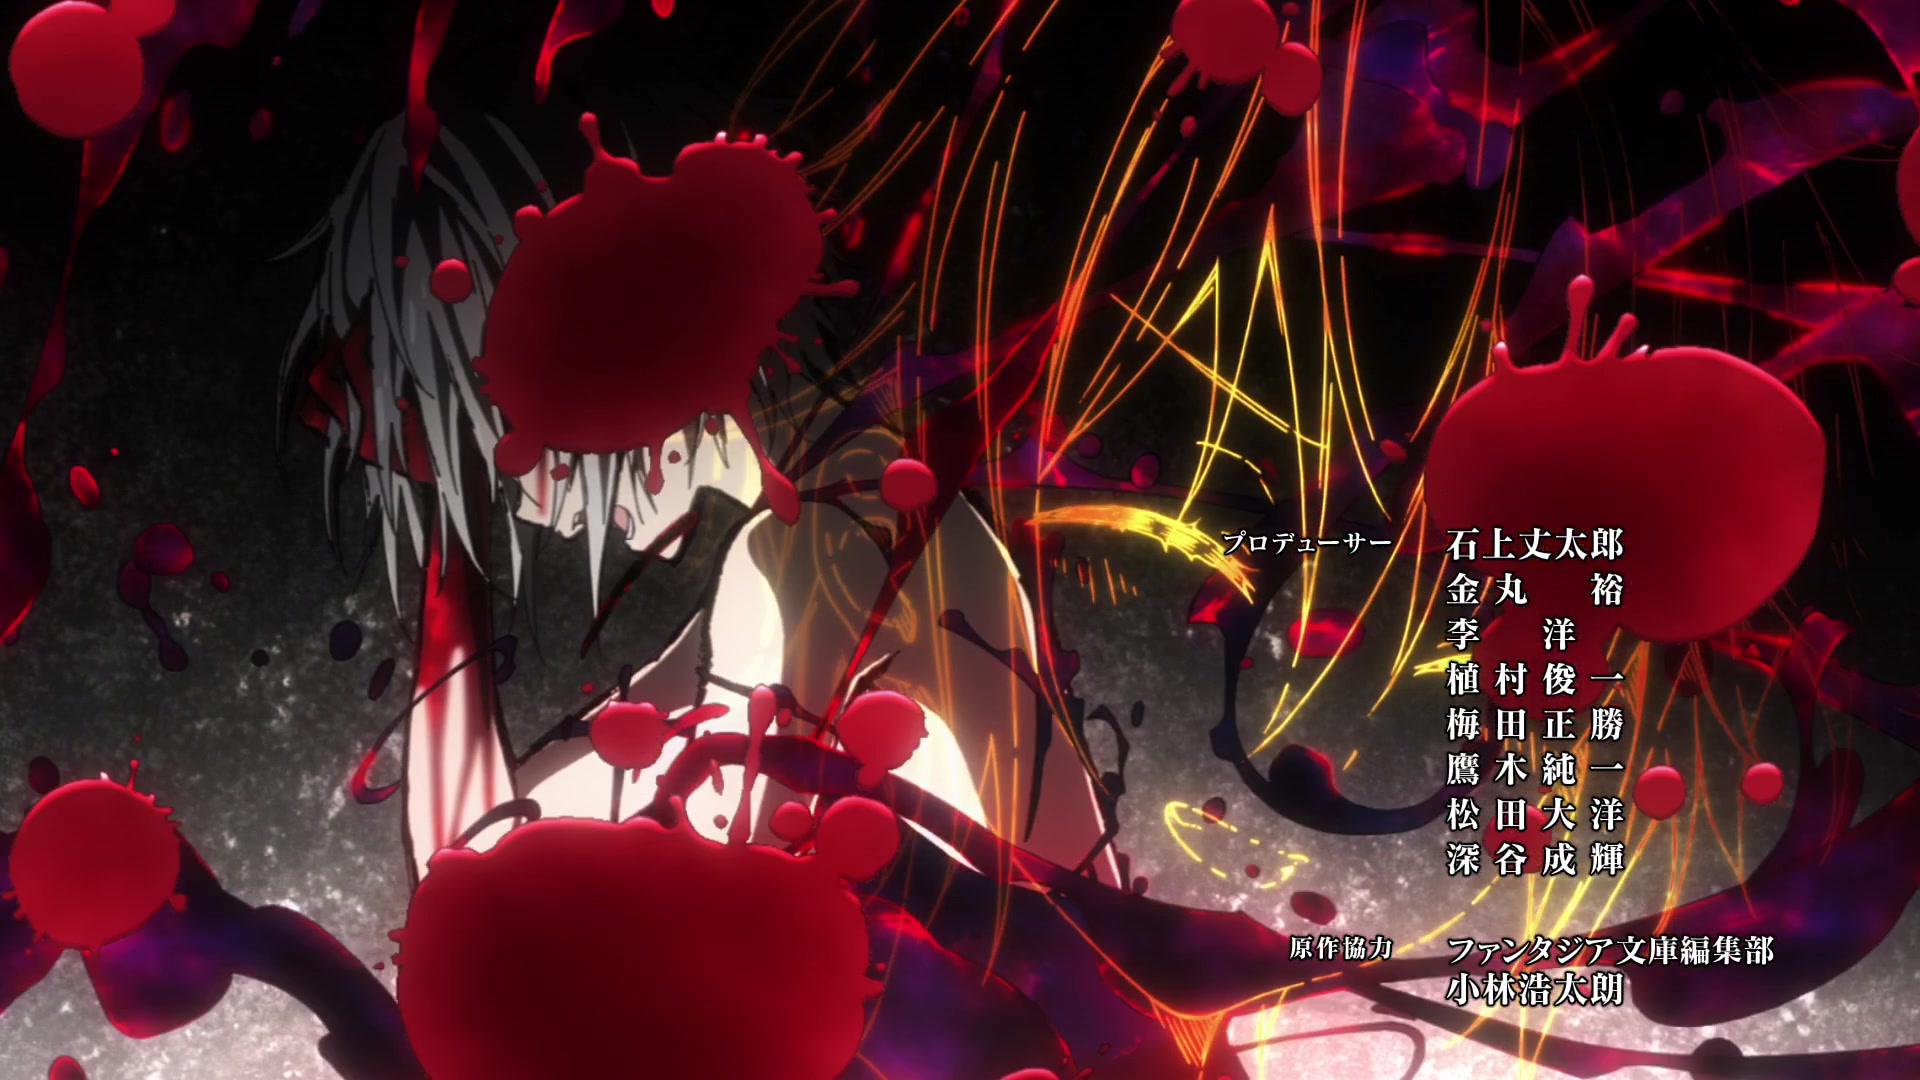 プロデューサー 石上丈太郎
金丸 裕
李 洋
植村俊一
梅田正勝
鷹木純一
松田大洋
深谷成輝
原作協力 ファンタジア文庫編集部
小林浩太朗